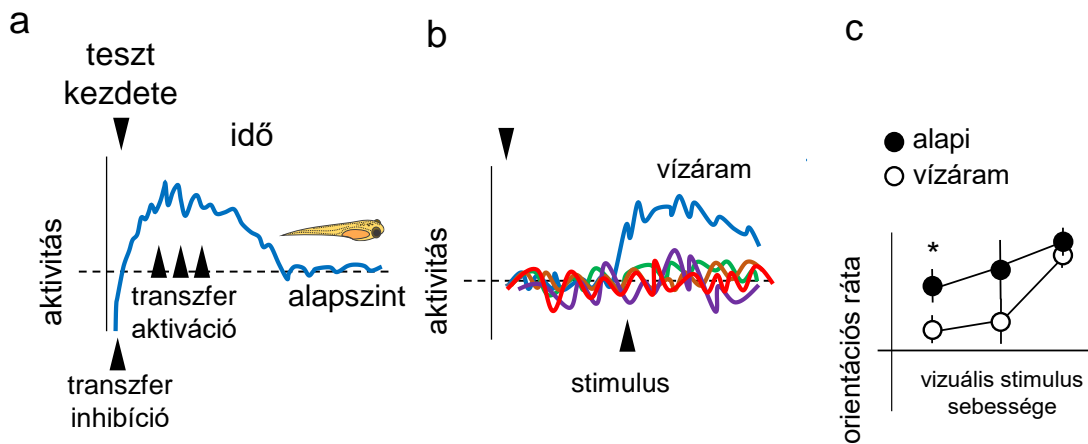 a
teszt
kezdete
idő
aktivitás
transzfer
aktiváció
alapszint
transzfer
inhibíció
b
vízáram
aktivitás
stimulus
c
alapi
vízáram
*
orientációs ráta
vizuális stimulus
sebessége